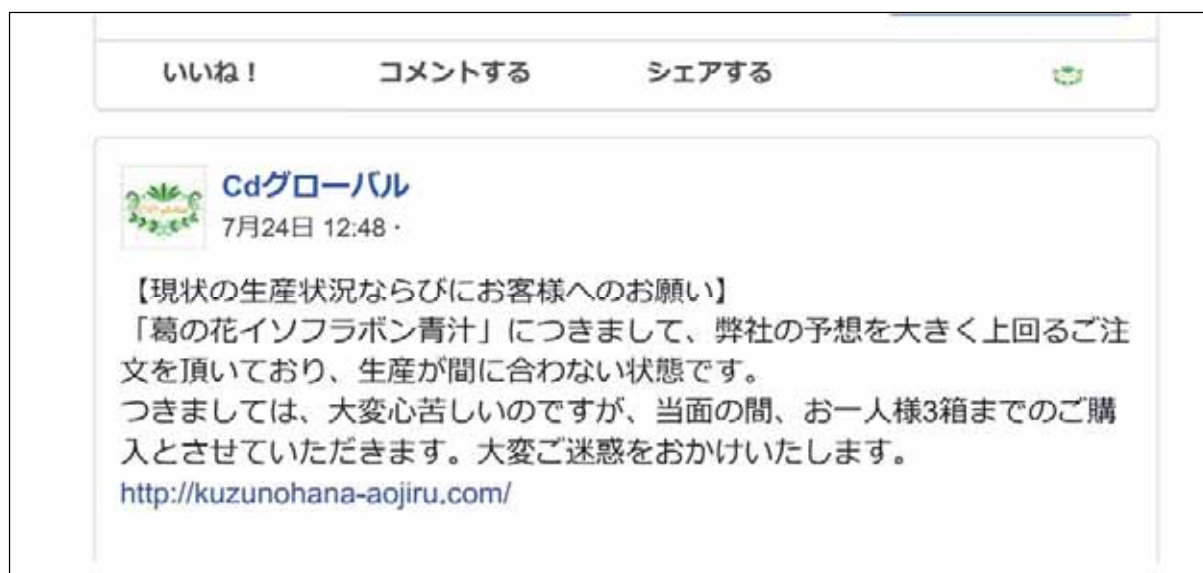 いいね！ コメントする シェアする
Cdグローバル
7月24日 12:48 ·
【現状の生産状況ならびにお客様へのお願い】
「葛の花イソフラボン青汁」につきまして、弊社の予想を大きく上回るご注
文を頂いており、生産が間に合わない状態です。
つきましては、大変心苦しいのですが、当面の間、お一人様3箱までのご購
入とさせていただきます。大変ご迷惑をおかけいたします。
http://kuzunohana-aojiru.com/